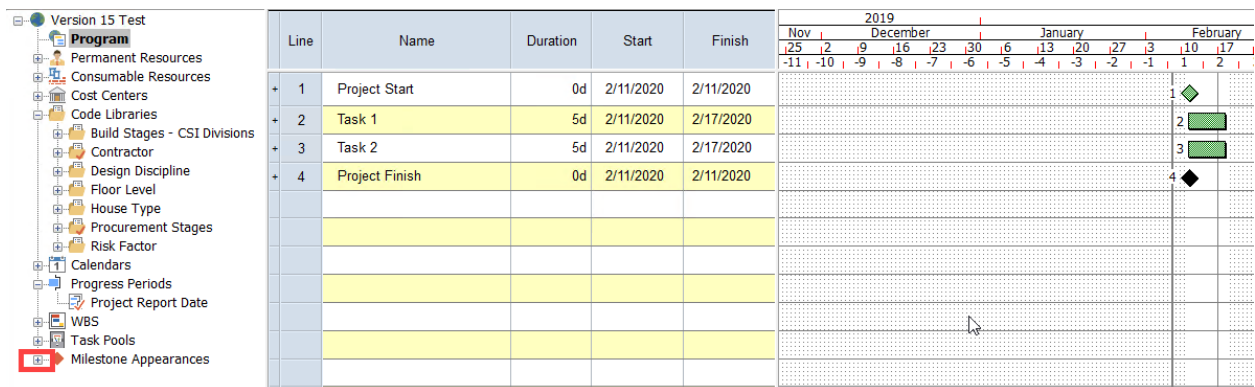 Version 15 Test
Program
Permanent Resources
Consumable Resources
Cost Centers
Code Libraries
Build Stages - CSI Divisions
Contractor
Design Discipline
Floor Level
House Type
Procurement Stages
Risk Factor
Calendars
Progress Periods
Project Report Date
WBS
Task Pools
Milestone Appearances
Line Name Duration Start Finish
1 Project Start 0d 2/11/2020 2/11/2020
2 Task 1 5d 2/11/2020 2/17/2020
3 Task 2 5d 2/11/2020 2/17/2020
4 Project Finish 0d 2/11/2020 2/11/2020
2019
Nov December January February
25 2 9 16 23 30 6 13 20 27 3 10 17
-11 -10 -9 -8 -7 -6 -5 -4 -3 -2 -1 1 2 3
1
2
3
4